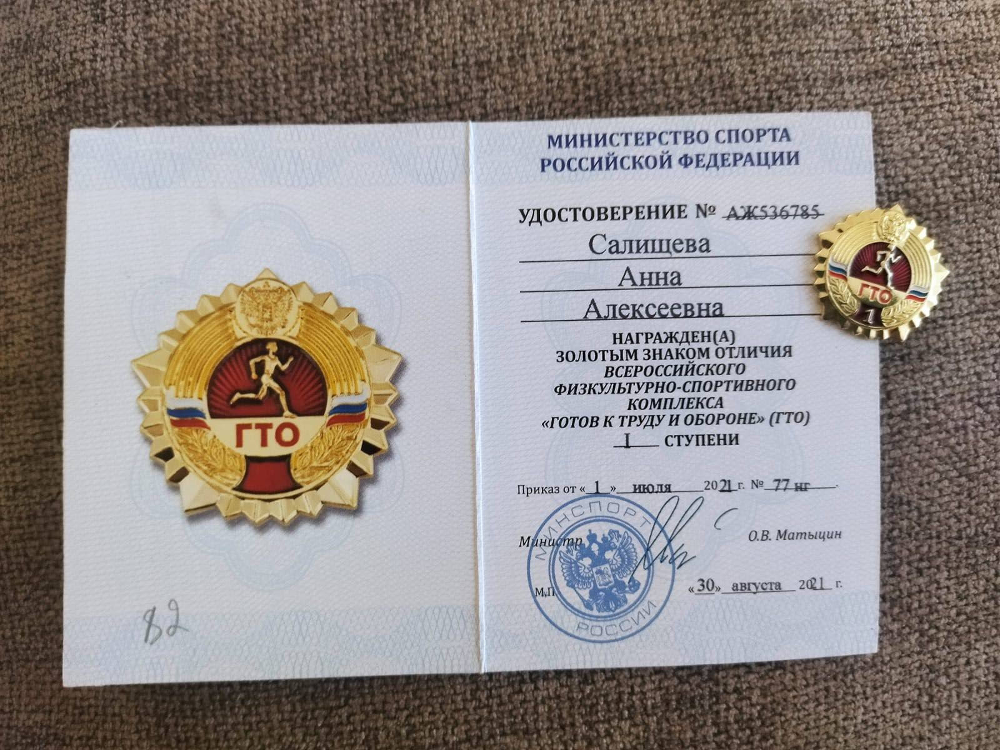 ГТО
82
МИНИСТЕРСТВО СПОРТА
РОССИЙСКОЙ ФЕДЕРАЦИИ
УДОСТОВЕРЕНИЕ № АЖ536785
Салищева
Анна
Алексеевна
НАГРАЖДЕН(А)
ЗОЛОТЫМ ЗНАКОМ ОТЛИЧИЯ
ВСЕРОССИЙСКОГО
ФИЗКУЛЬТУРНО-СПОРТИВНОГО
КОМПЛЕКСА
«ГОТОВ К ТРУДУ И ОБОРОНЕ» (ГТО)
I СТУПЕНИ
Приказ от «1» июля 2021 г. № 77 нг.
Министр О.В. Матыцин
М.П. «30» августа 2021 г.
МИНСПОРТ
РОССИИ
ГТО
1